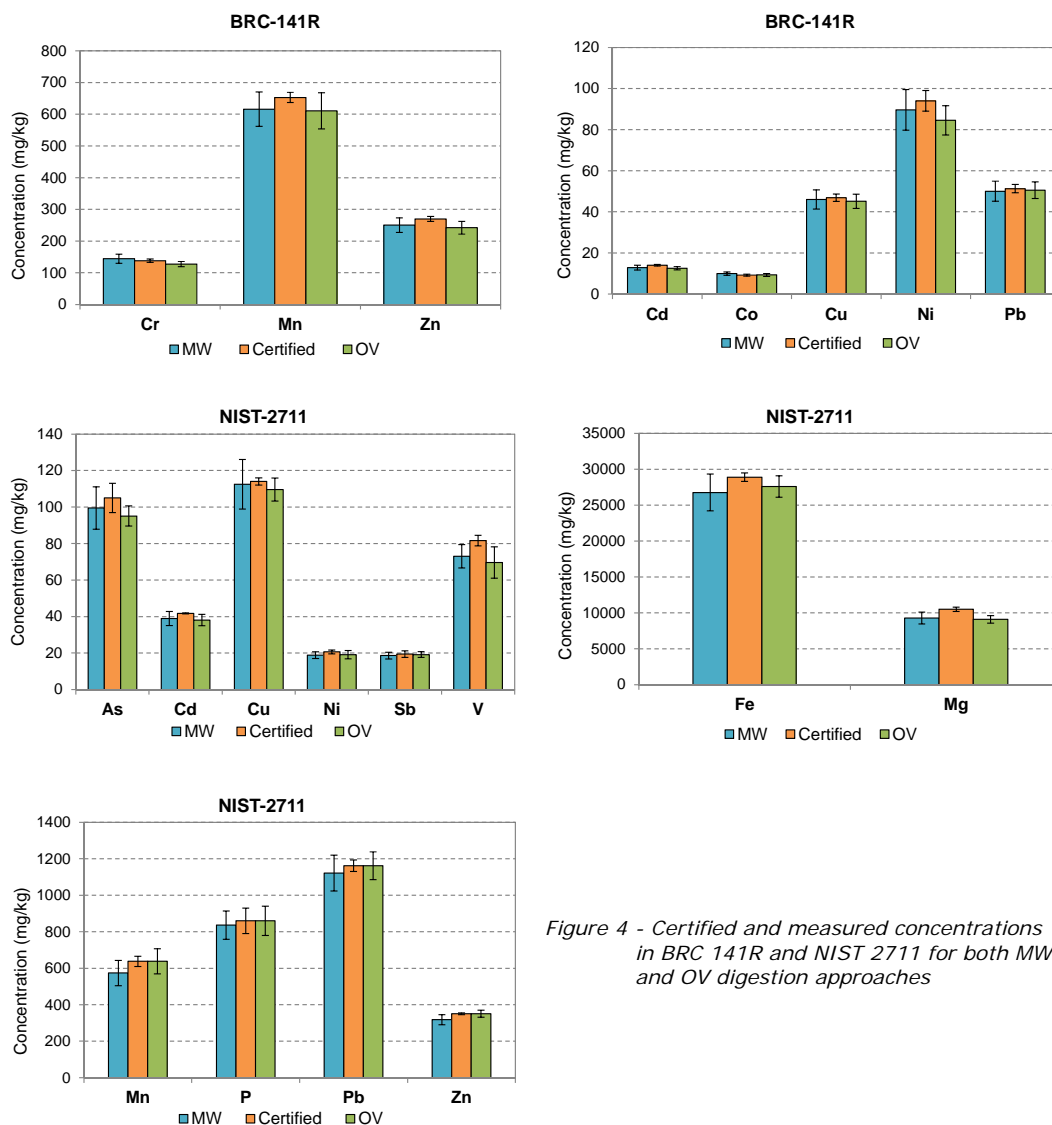 BRC-141R
Concentration (mg/kg)
800
700
600
500
400
300
200
100
0
Cr Mn Zn
MW Certified OV
BRC-141R
Concentration (mg/kg)
120
100
80
60
40
20
0
Cd Co Cu Ni Pb
MW Certified OV
NIST-2711
Concentration (mg/kg)
140
120
100
80
60
40
20
0
As Cd Cu Ni Sb V
MW Certified OV
NIST-2711
Concentration (mg/kg)
35000
30000
25000
20000
15000
10000
5000
0
Fe Mg
MW Certified OV
NIST-2711
Concentration (mg/kg)
1400
1200
1000
800
600
400
200
0
Mn P Pb Zn
MW Certified OV
Figure 4 - Certified and measured concentrations
in BRC 141R and NIST 2711 for both MW
and OV digestion approaches